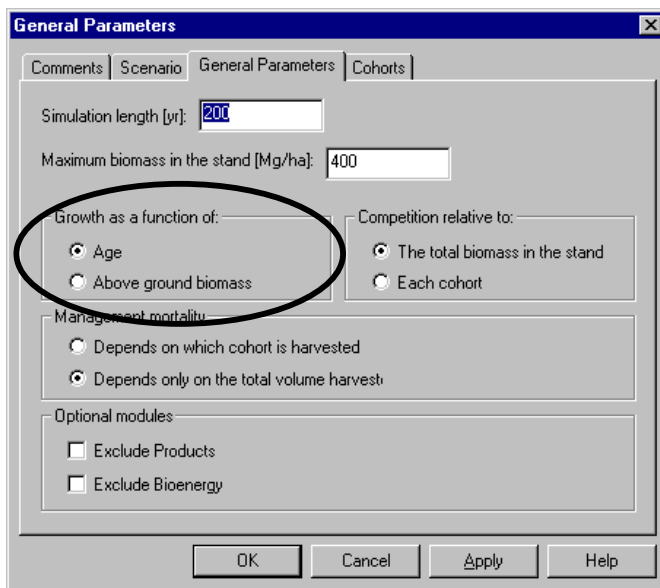 General Parameters
Comments Scenario General Parameters Cohorts
Simulation length [yr]: 200
Maximum biomass in the stand [Mg/ha]: 400
Growth as a function of:
Age
Above ground biomass
Competition relative to:
The total biomass in the stand
Each cohort
Management mortality
Depends on which cohort is harvested
Depends only on the total volume harveste
Optional modules
Exclude Products
Exclude Bioenergy
OK Cancel Apply Help